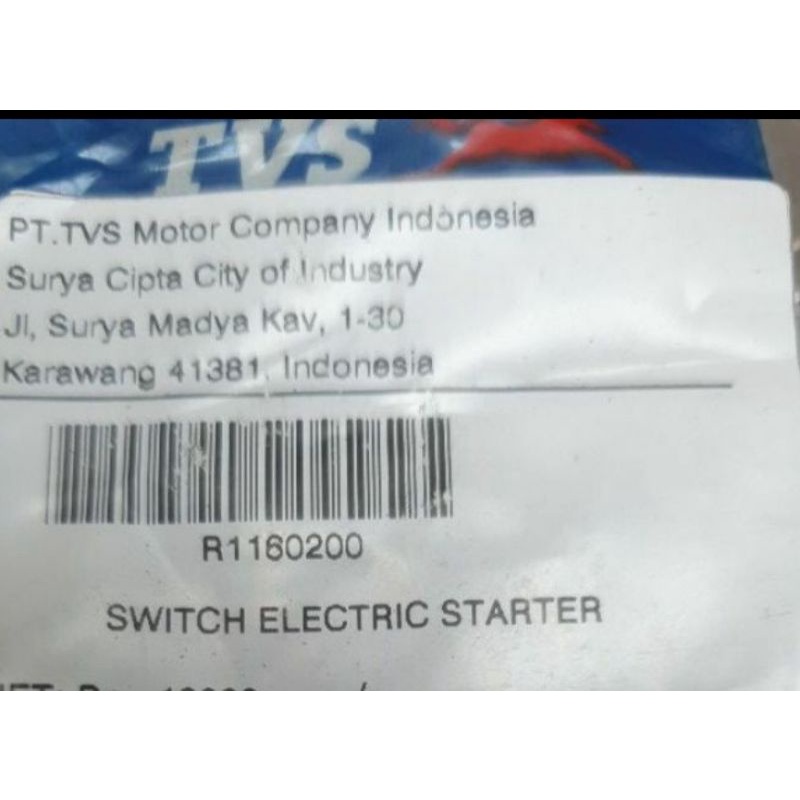 TVS
PT.TVS Motor Company Indonesia
Surya Cipta City of Industry
Jl, Surya Madya Kav, 1-30
Karawang 41381, Indonesia
R1160200
SWITCH ELECTRIC STARTER